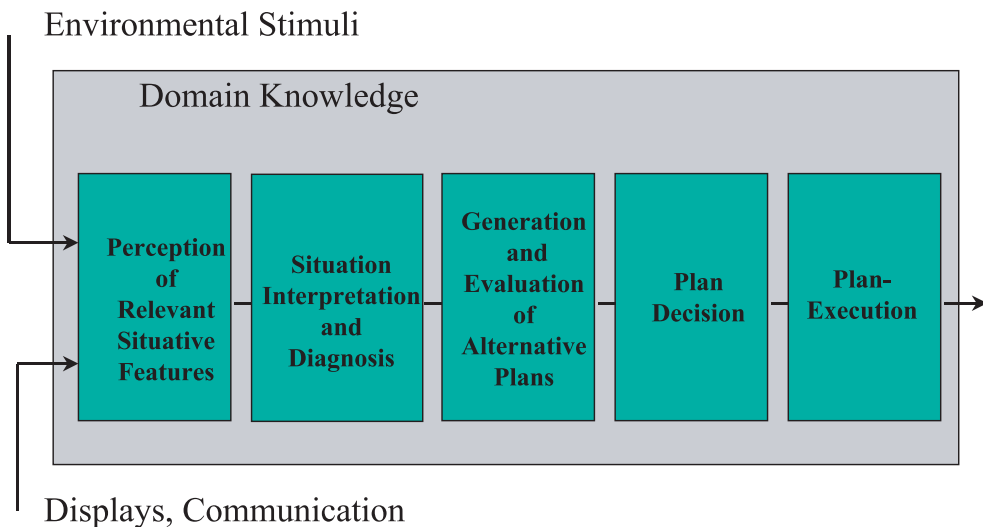 Environmental Stimuli
Domain Knowledge
Perception
of
Relevant
Situative
Features
Situation
Interpretation
and
Diagnosis
Generation
and
Evaluation
of
Alternative
Plans
Plan
Decision
Plan-
Execution
Displays, Communication